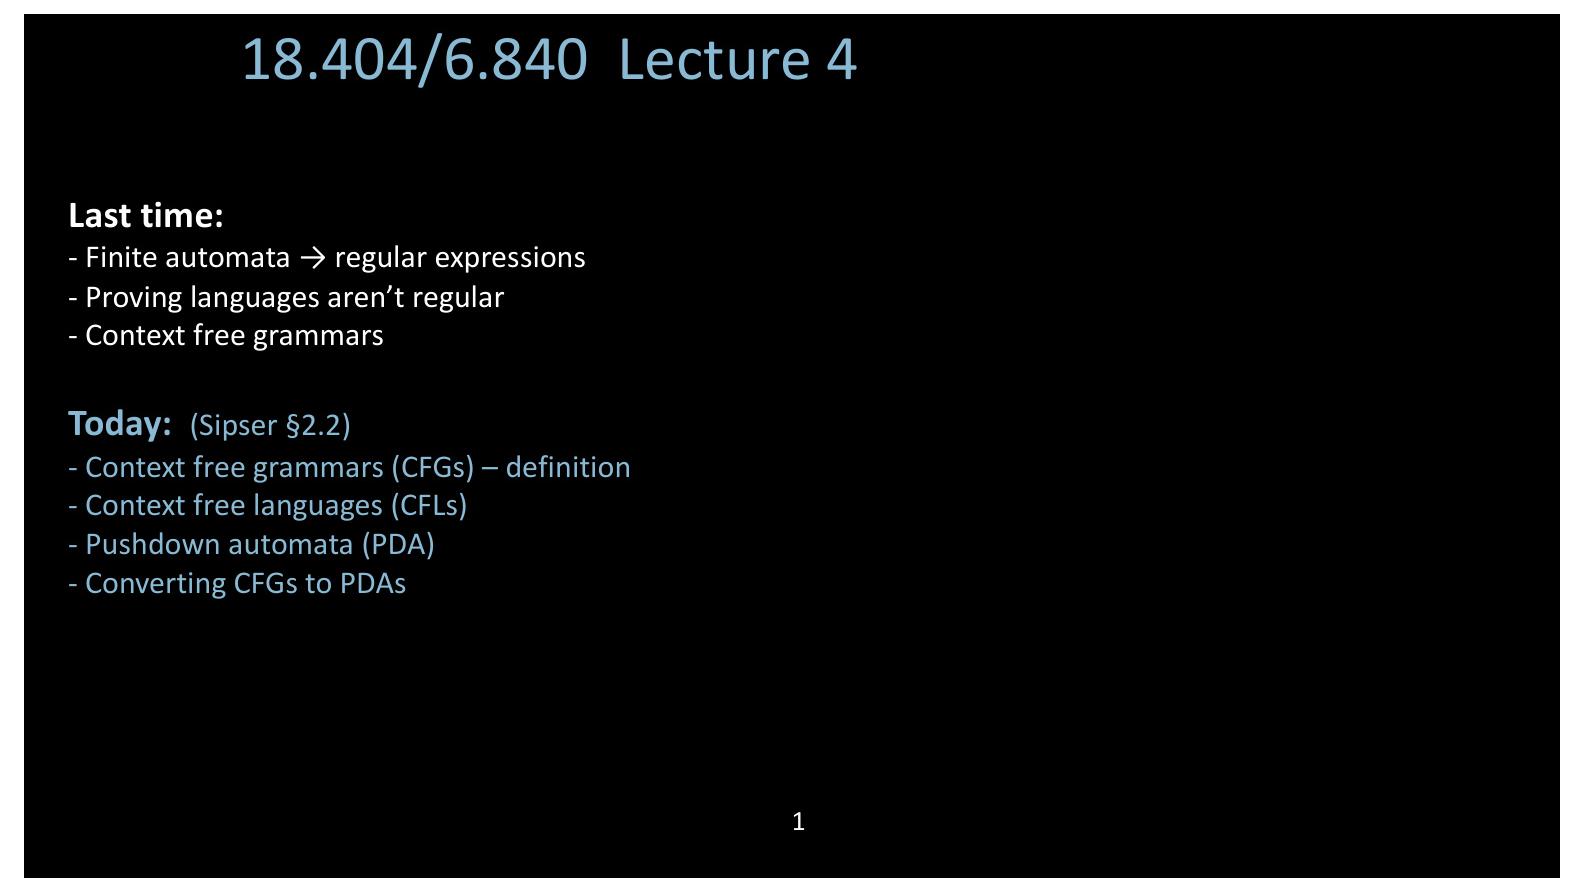 18.404/6.840  Lecture 4
Last time:
- Finite automata → regular expressions
- Proving languages aren’t regular
- Context free grammars
Today:  (Sipser §2.2)
- Context free grammars (CFGs) – definition
- Context free languages (CFLs)
- Pushdown automata (PDA)
- Converting CFGs to PDAs
1